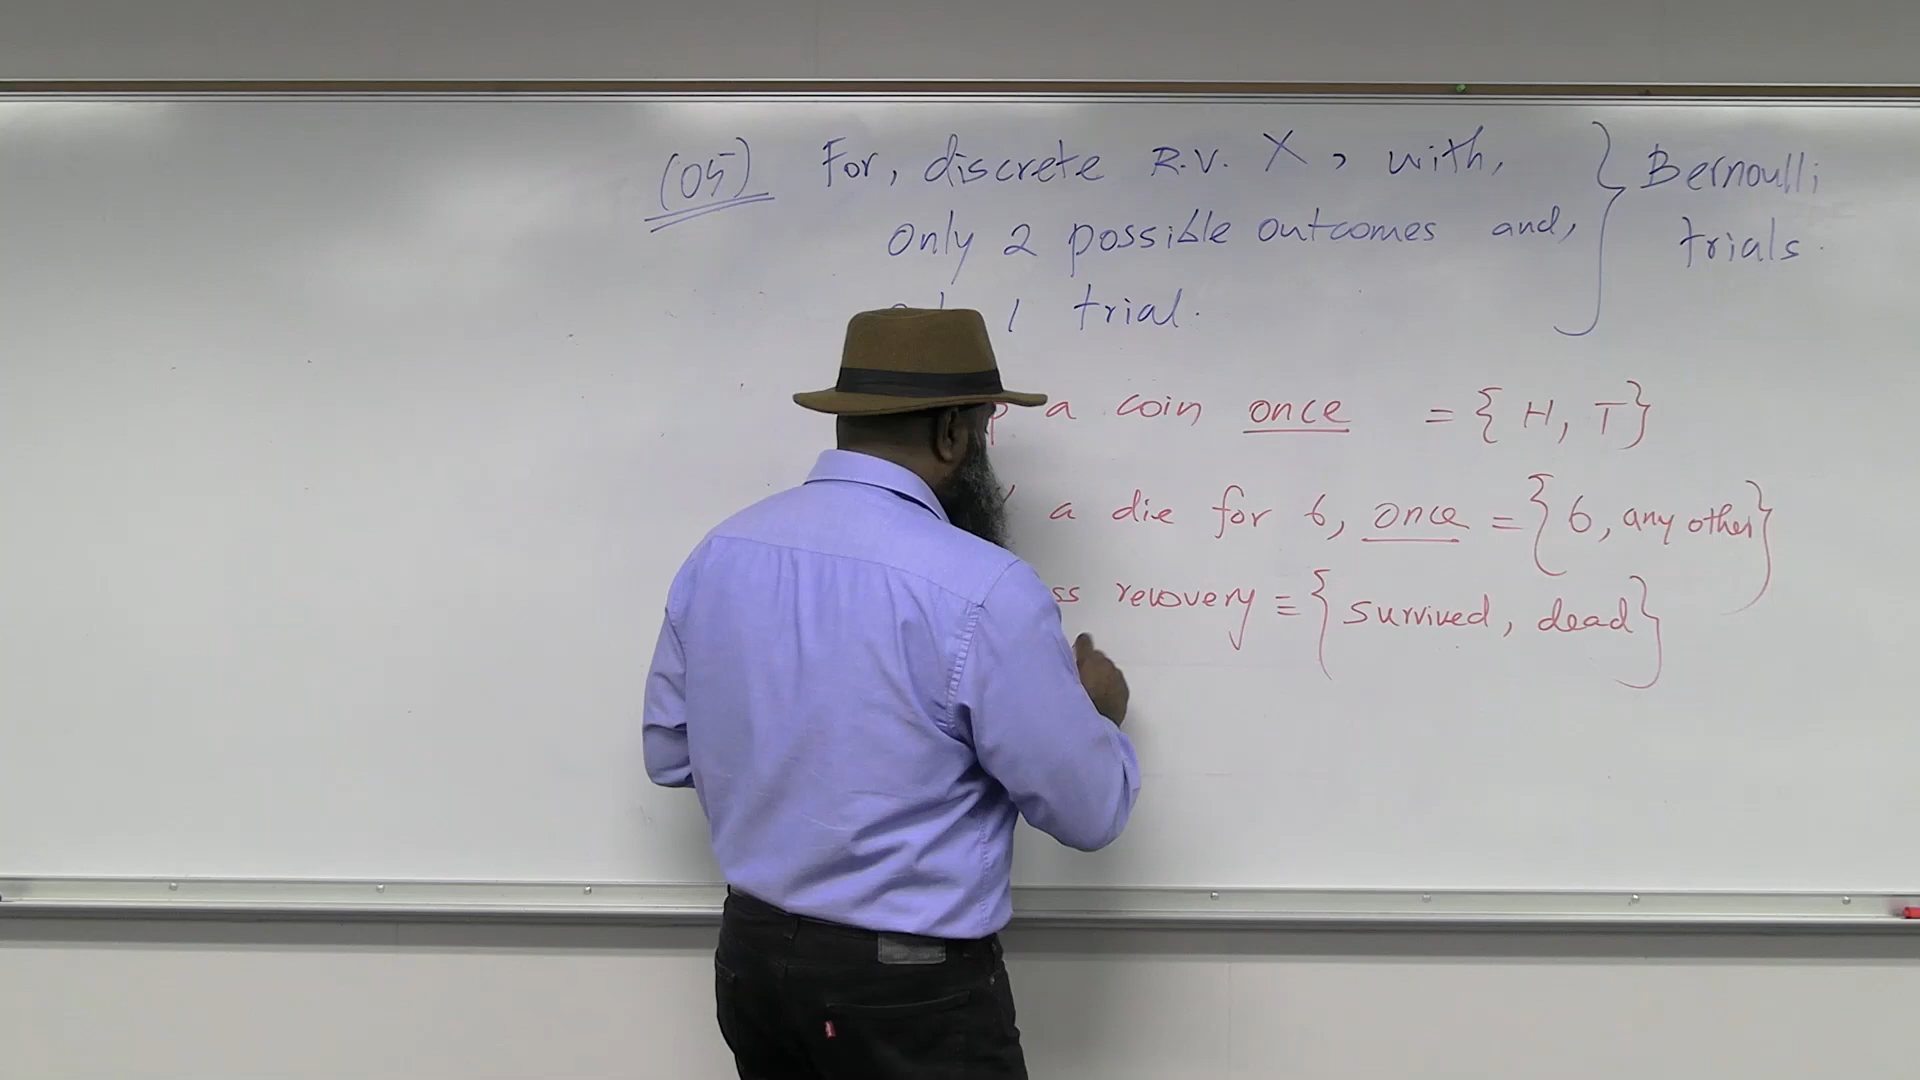 (05) For, discrete R.V. X, with, } Bernoulli
only 2 possible outcomes and, trials.
1 trial.
a coin once = { H, T }
a die for 6, once = { 6, any other }
recovery = { survived, dead }